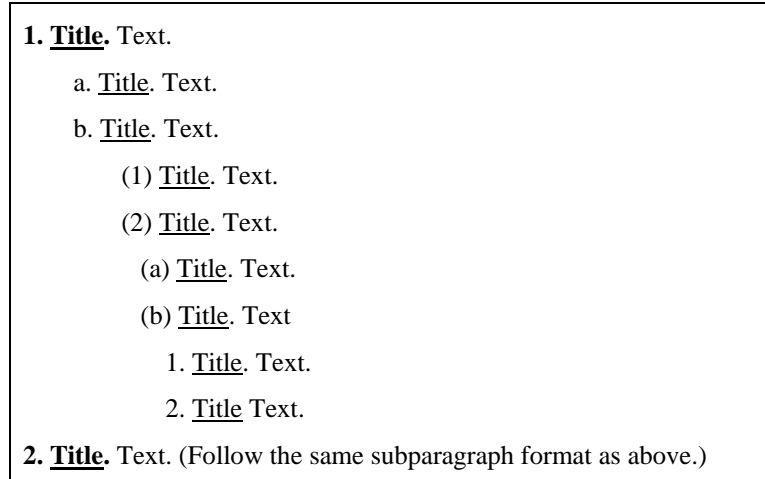 1. Title. Text.
a. Title. Text.
b. Title. Text.
(1) Title. Text.
(2) Title. Text.
(a) Title. Text.
(b) Title. Text
1. Title. Text.
2. Title Text.
2. Title. Text. (Follow the same subparagraph format as above.)